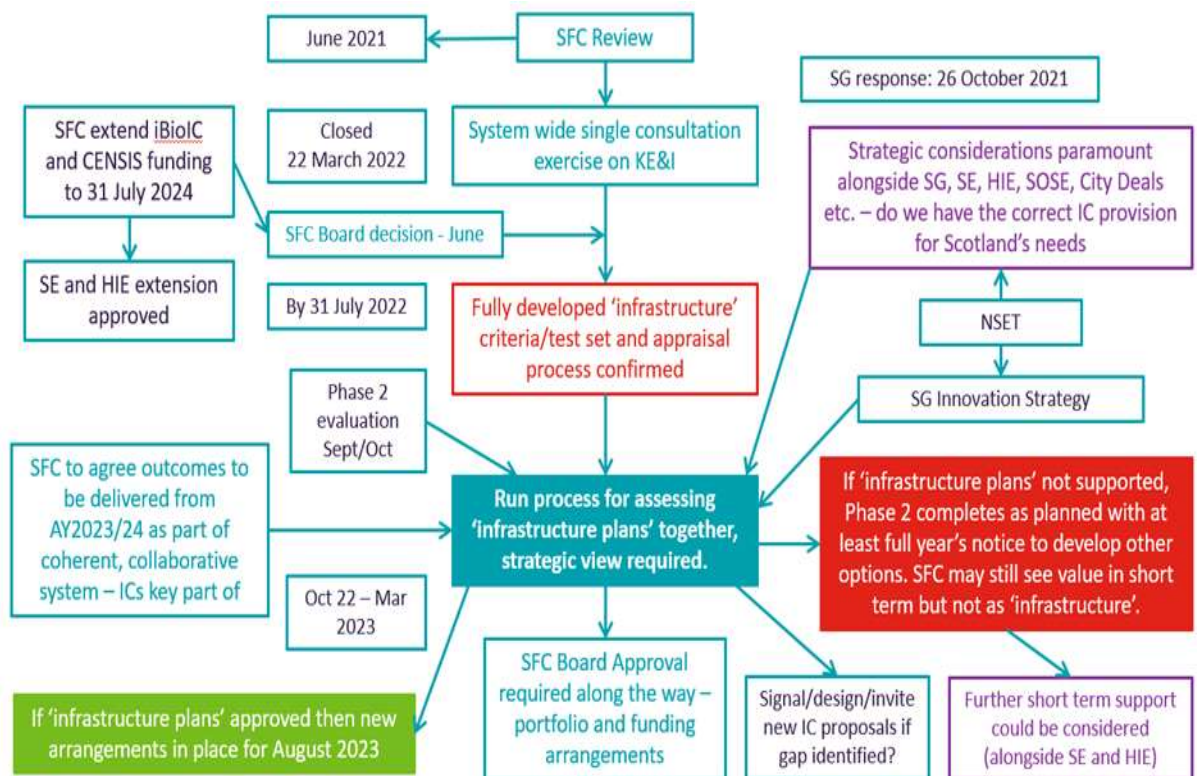 June 2021
SFC Review
SG response: 26 October 2021
SFC extend iBioIC
and CENSIS funding
to 31 July 2024
Closed
22 March 2022
System wide single consultation
exercise on KE&I
Strategic considerations paramount
alongside SG, SE, HIE, SOSE, City Deals
etc. – do we have the correct IC provision
for Scotland's needs
SFC Board decision - June
SE and HIE extension
approved
By 31 July 2022
Fully developed 'infrastructure'
criteria/test set and appraisal
process confirmed
NSET
SG Innovation Strategy
Phase 2
evaluation
Sept/Oct
SFC to agree outcomes to
be delivered from
AY2023/24 as part of
coherent, collaborative
system – ICs key part of
Run process for assessing
'infrastructure plans' together,
strategic view required.
If 'infrastructure plans' not supported,
Phase 2 completes as planned with at
least full year's notice to develop other
options. SFC may still see value in short
term but not as 'infrastructure'.
Oct 22 – Mar
2023
If 'infrastructure plans' approved then new
arrangements in place for August 2023
SFC Board Approval
required along the way –
portfolio and funding
arrangements
Signal/design/invite
new IC proposals if
gap identified?
Further short term support
could be considered
(alongside SE and HIE)